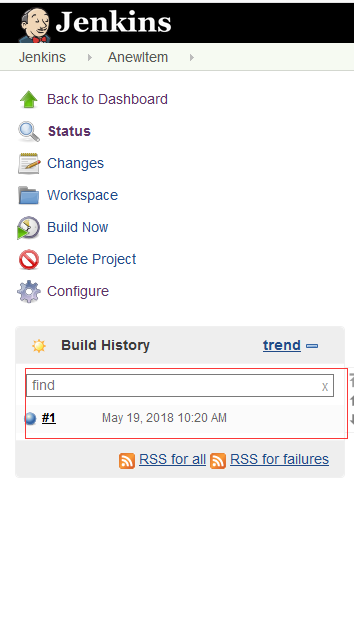 Jenkins
Jenkins AnewItem
Back to Dashboard
Status
Changes
Workspace
Build Now
Delete Project
Configure
Build History trend
find x
#1 May 19, 2018 10:20 AM
RSS for all RSS for failures